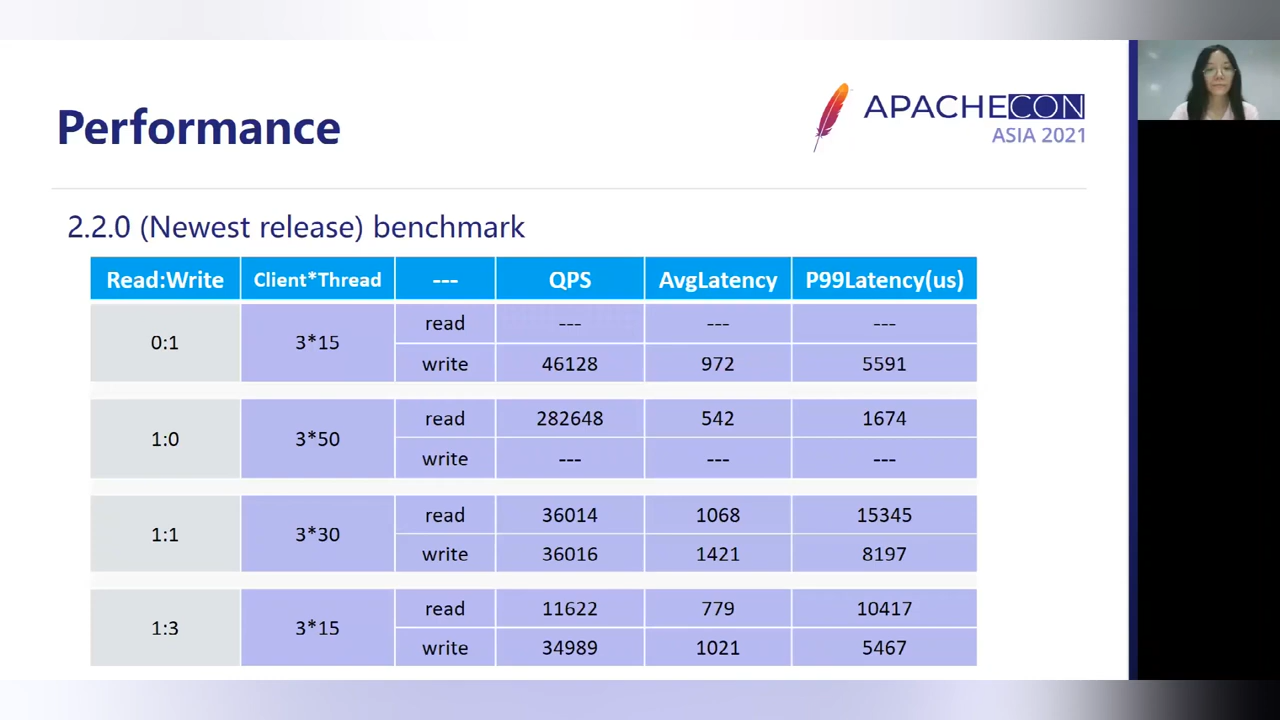 APACHECON
ASIA 2021
Performance
2.2.0 (Newest release) benchmark
Read:Write Client*Thread --- QPS AvgLatency P99Latency(us)
0:1 3*15 read --- --- ---
write 46128 972 5591
1:0 3*50 read 282648 542 1674
write --- --- ---
1:1 3*30 read 36014 1068 15345
write 36016 1421 8197
1:3 3*15 read 11622 779 10417
write 34989 1021 5467